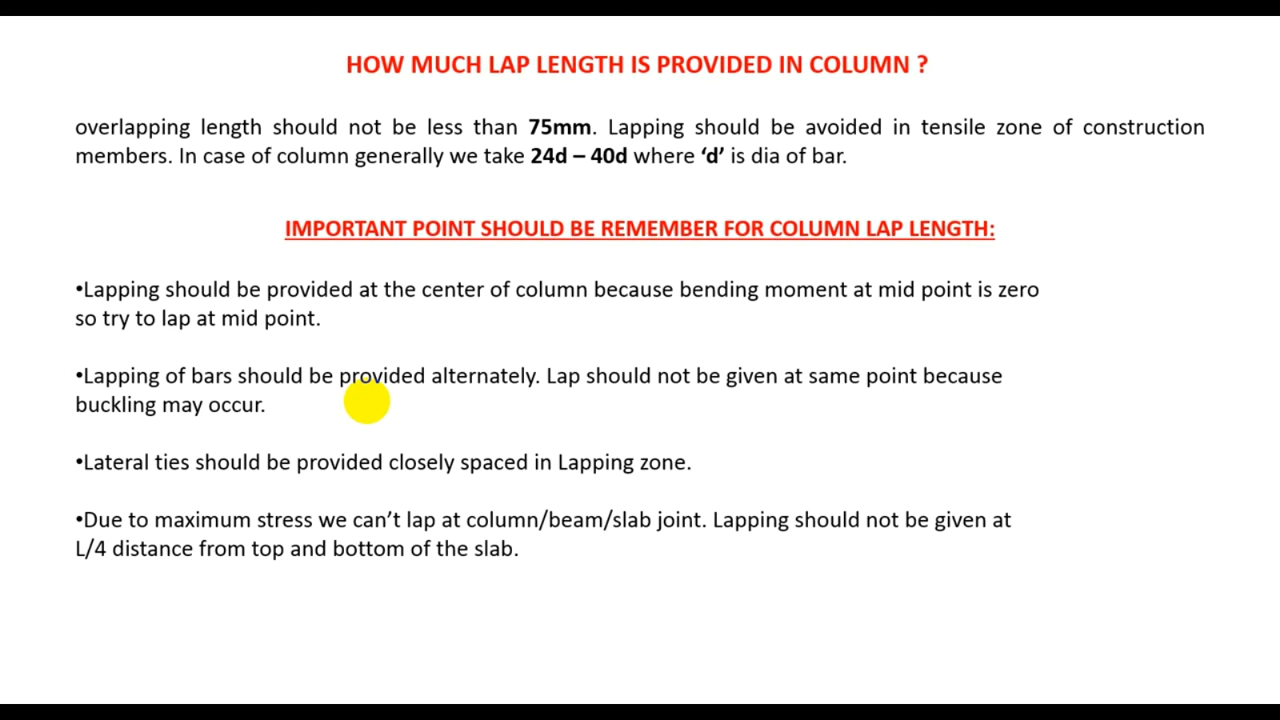 HOW MUCH LAP LENGTH IS PROVIDED IN COLUMN ?
overlapping length should not be less than 75mm. Lapping should be avoided in tensile zone of construction
members. In case of column generally we take 24d – 40d where ‘d’ is dia of bar.
IMPORTANT POINT SHOULD BE REMEMBER FOR COLUMN LAP LENGTH:
•Lapping should be provided at the center of column because bending moment at mid point is zero
so try to lap at mid point.
•Lapping of bars should be provided alternately. Lap should not be given at same point because
buckling may occur.
•Lateral ties should be provided closely spaced in Lapping zone.
•Due to maximum stress we can’t lap at column/beam/slab joint. Lapping should not be given at
L/4 distance from top and bottom of the slab.